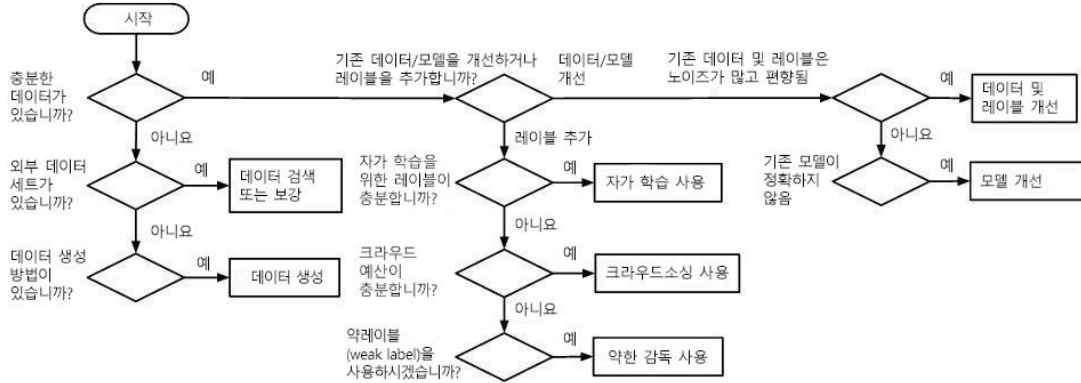 시작
충분한
데이터가
있습니까?
예
기존 데이터/모델을 개선하거나
레이블을 추가합니까?
데이터/모델
개선
기존 데이터 및 레이블은
노이즈가 많고 편향됨
예
데이터 및
레이블 개선
아니요
외부 데이터
세트가
있습니까?
예
데이터 검색
또는 보강
레이블 추가
자가 학습을
위한 레이블이
충분합니까?
예
자가 학습 사용
아니요
기존 모델이
정확하지
않음
예
모델 개선
아니요
데이터 생성
방법이
있습니까?
예
데이터 생성
아니요
크라우드
예산이
충분합니까?
예
크라우드소싱 사용
아니요
약레이블
(weak label)을
사용하시겠습니까?
예
약한 감독 사용